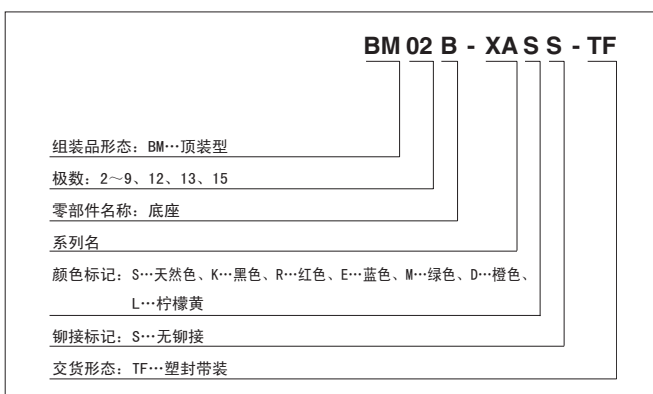 BM 02 B - XA S S - TF
组装品形态：BM…顶装型
极数：2～9、12、13、15
零部件名称：底座
系列名
颜色标记：S…天然色、K…黑色、R…红色、E…蓝色、M…绿色、D…橙色、
L…柠檬黄
铆接标记：S…无铆接
交货形态：TF…塑封带装